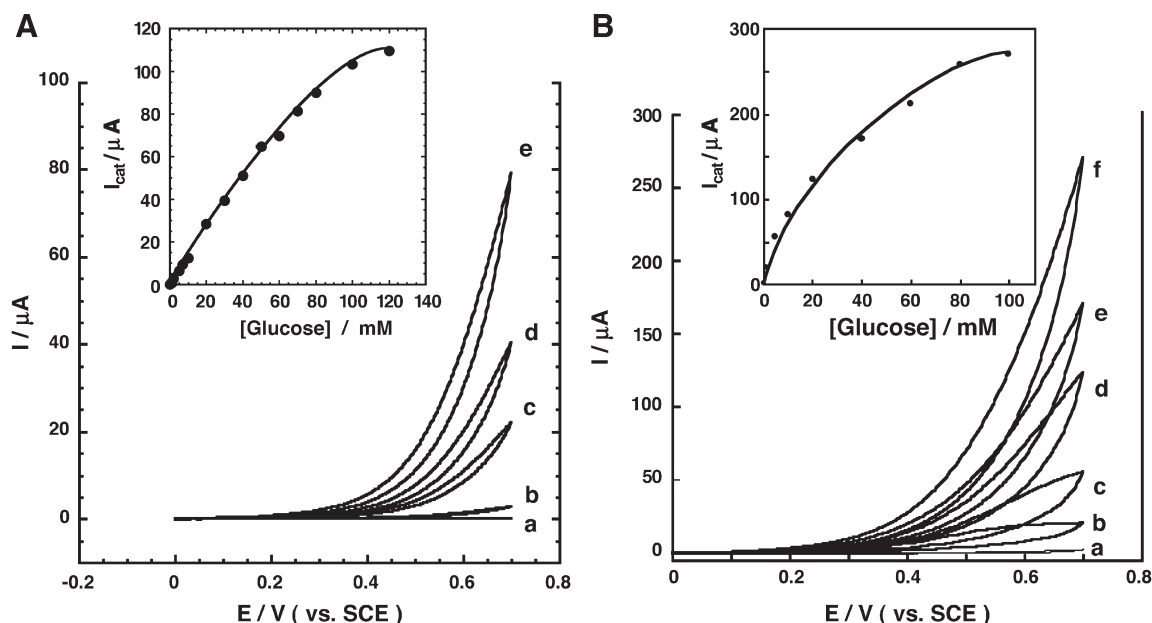 A
120
100
80
60
40
20
0
I_cat/μ A
0 20 40 60 80 100 120 140
[Glucose] / mM
100
80
60
40
20
0
I / μA
e
d
c
b
a
-0.2 0 0.2 0.4 0.6 0.8
E / V ( vs. SCE )
B
300
200
100
0
I_cat/μ A
0 20 40 60 80 100
[Glucose] / mM
300
250
200
150
100
50
0
I / μA
f
e
d
c
b
a
0 0.2 0.4 0.6 0.8
E / V ( vs. SCE )